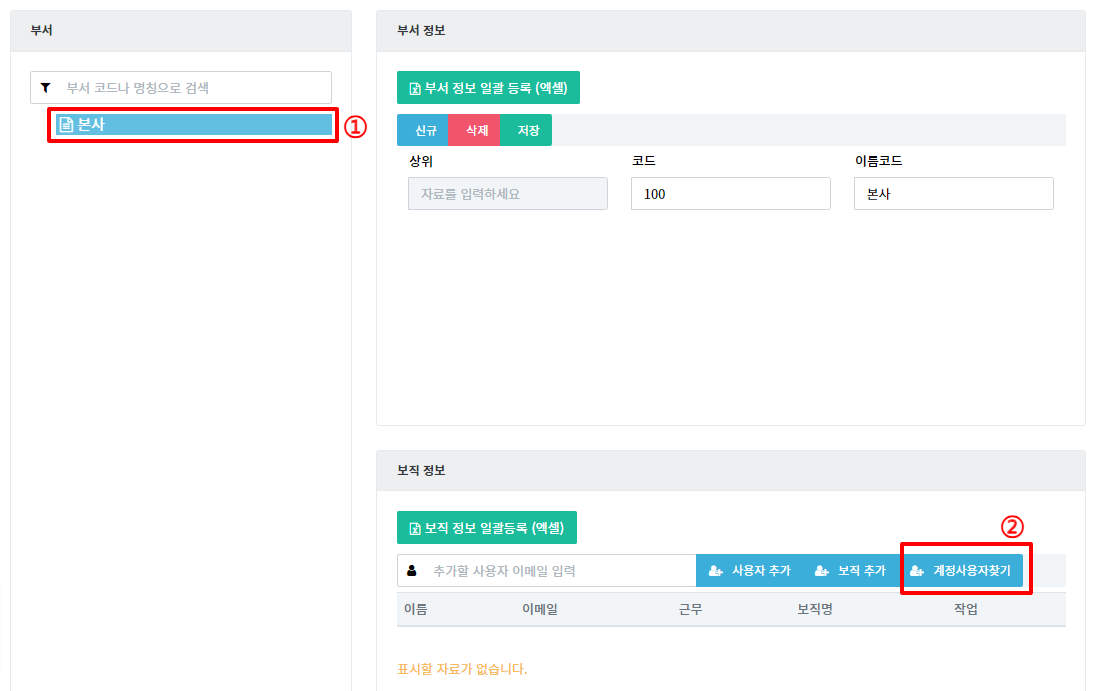 부서
부서 코드나 명칭으로 검색
본사
①
부서 정보
부서 정보 일괄 등록 (엑셀)
신규 삭제 저장
상위 코드 이름코드
자료를 입력하세요 100 본사
보직 정보
보직 정보 일괄등록 (엑셀)
②
추가할 사용자 이메일 입력 사용자 추가 보직 추가 계정사용자찾기
이름 이메일 근무 보직명 작업
표시할 자료가 없습니다.